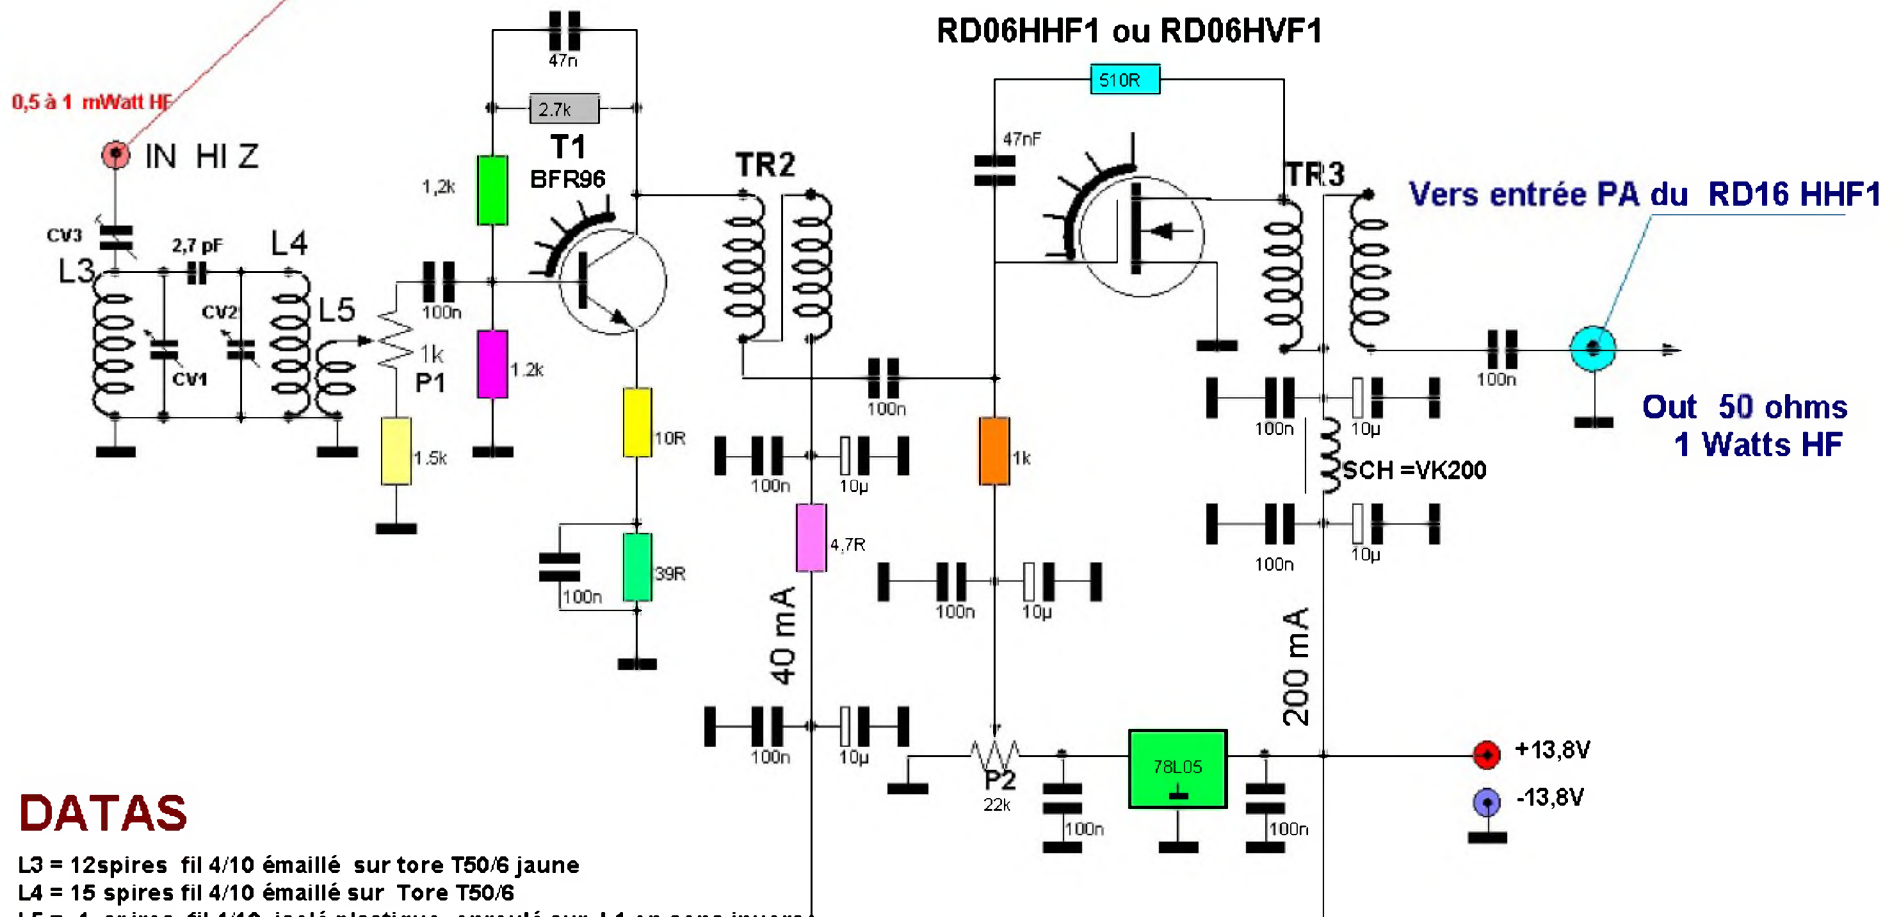 RD06HHF1 ou RD06HVF1
47n
510R
0,5 à 1 mWatt HF
2.7k
T1
BFR96
47nF
IN HI Z
1,2k
TR2
TR3
Vers entrée PA du RD16 HHF1
CV3
2,7 pF
L4
L3
CV2
L5
100n
CV1
1k
P1
1.2k
100n
100n
Out 50 ohms
1 Watts HF
10R
1.5k
100n
10µ
1k
100n
10µ
SCH =VK200
4,7R
39R
100n
100n
10µ
100n
10µ
40 mA
200 mA
100n
10µ
P2
22k
78L05
+13,8V
-13,8V
100n
100n
DATAS
L3 = 12spires fil 4/10 émaillé sur tore T50/6 jaune
L4 = 15 spires fil 4/10 émaillé sur Tore T50/6